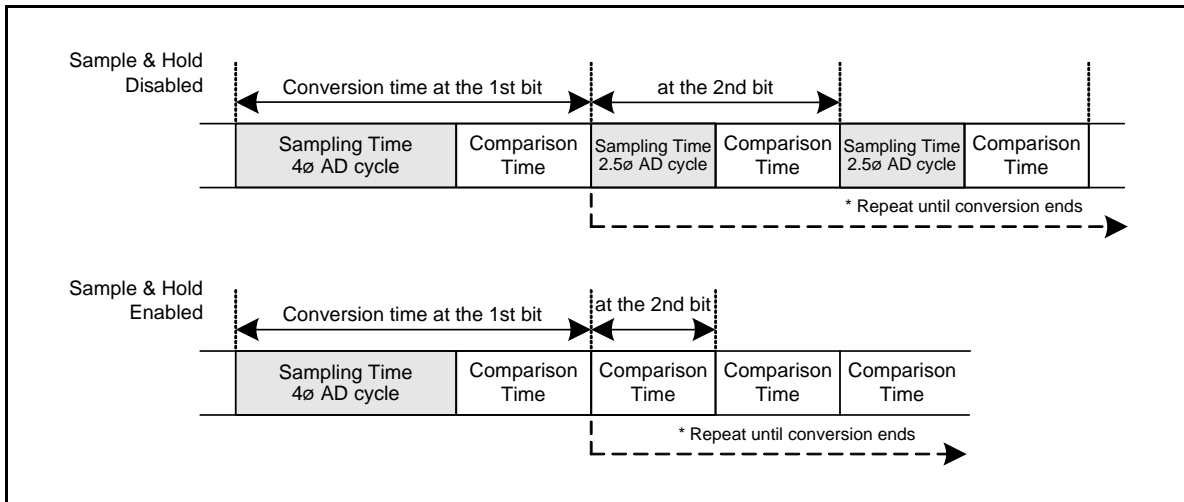 Sample & Hold
Disabled
Conversion time at the 1st bit
at the 2nd bit
Sampling Time
4ø AD cycle
Comparison
Time
Sampling Time
2.5ø AD cycle
Comparison
Time
Sampling Time
2.5ø AD cycle
Comparison
Time
* Repeat until conversion ends
Sample & Hold
Enabled
Conversion time at the 1st bit
at the 2nd bit
Sampling Time
4ø AD cycle
Comparison
Time
Comparison
Time
Comparison
Time
Comparison
Time
* Repeat until conversion ends